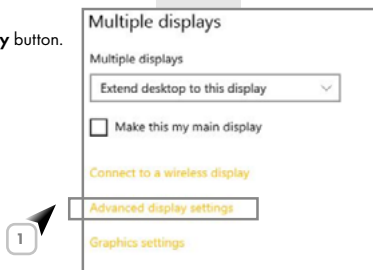 y button.
Multiple displays
Multiple displays
Extend desktop to this display
Make this my main display
Connect to a wireless display
Advanced display settings
1
Graphics settings